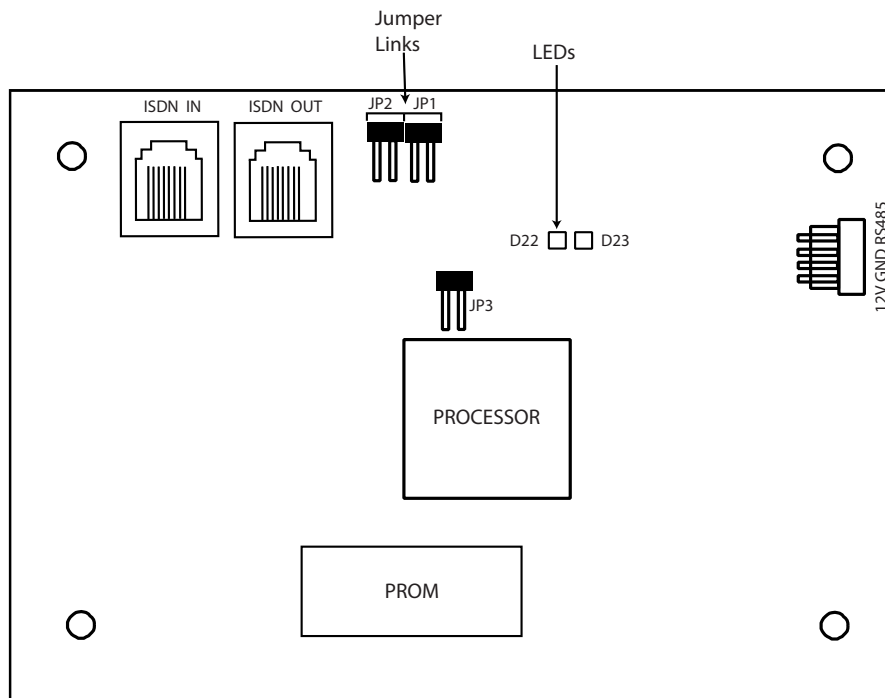 Jumper
Links
LEDs
ISDN IN
ISDN OUT
JP2
JP1
D22
D23
12V GND RS485
JP3
PROCESSOR
PROM